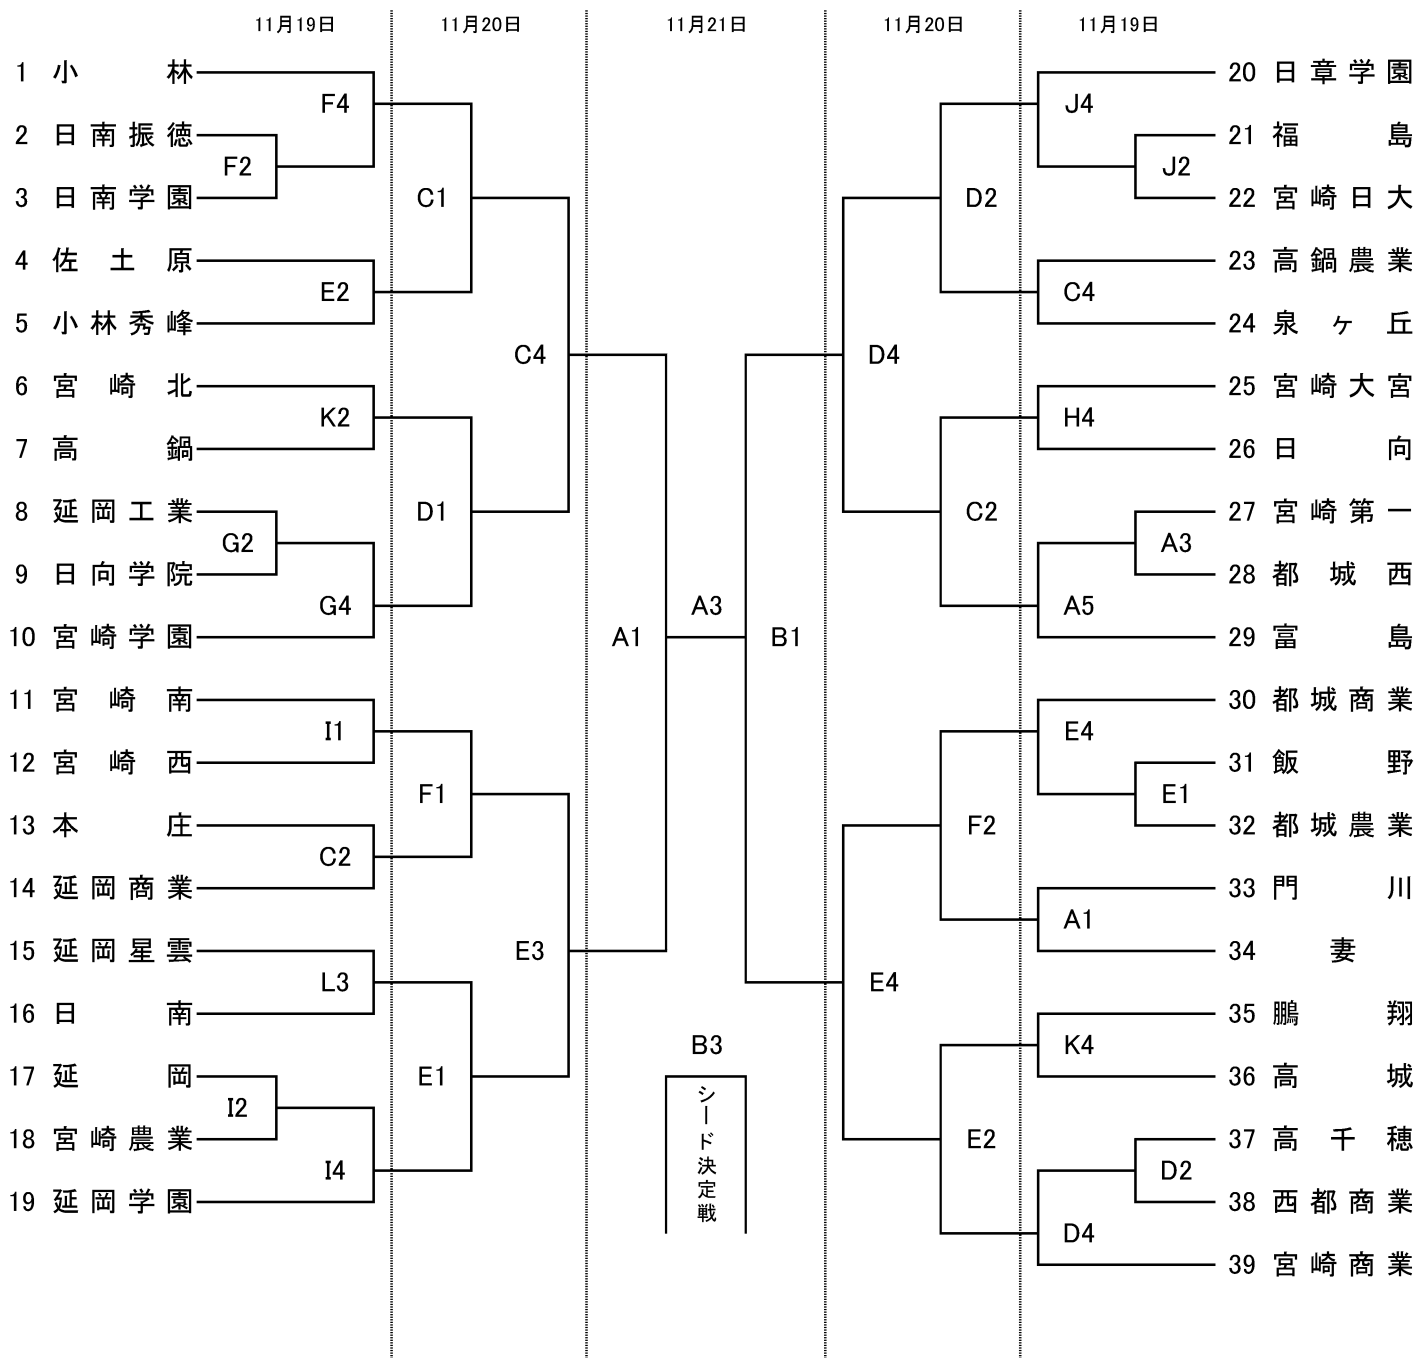 11月19日 11月20日 11月21日 11月20日 11月19日
1 小林
F4
2 日南振徳
F2
3 日南学園
C1
4 佐土原
E2
5 小林秀峰
C4
6 宮崎北
K2
7 高鍋
8 延岡工業
D1
G2
9 日向学院
G4
10 宮崎学園
A1
11 宮崎南
I1
12 宮崎西
F1
13 本庄
C2
14 延岡商業
E3
15 延岡星雲
L3
16 日南
17 延岡
E1
I2
18 宮崎農業
I4
19 延岡学園
A3
B3
シード決定戦
20 日章学園
J4
21 福島
J2
22 宮崎日大
D2
23 高鍋農業
C4
24 泉ヶ丘
D4
25 宮崎大宮
H4
26 日向
27 宮崎第一
C2
A3
28 都城西
A5
29 富島
B1
30 都城商業
E4
31 飯野
E1
32 都城農業
F2
33 門川
A1
34 妻
E4
35 鵬翔
K4
36 高城
37 高千穂
E2
D2
38 西都商業
D4
39 宮崎商業